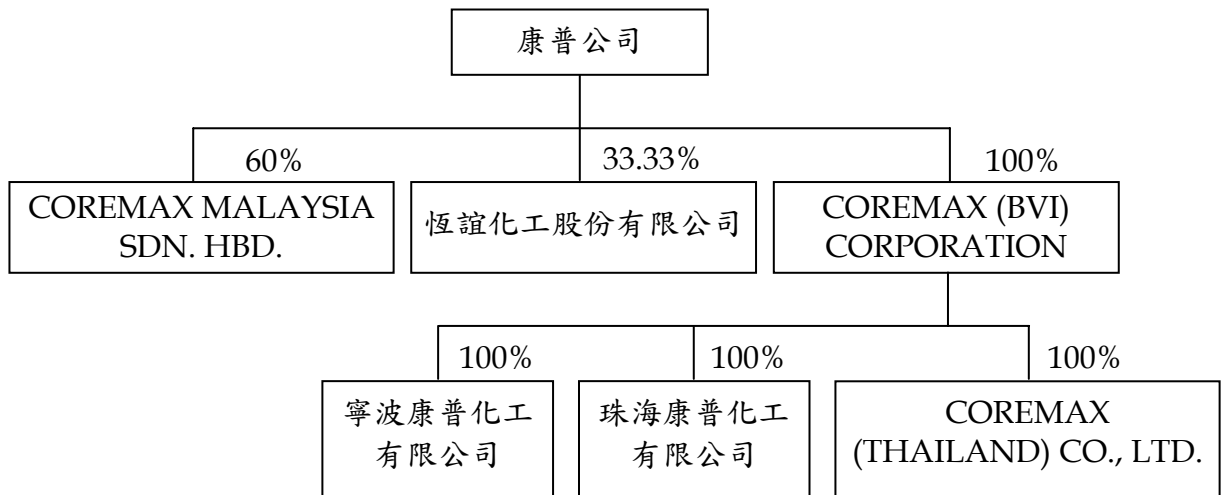 康普公司
60%
33.33%
100%
COREMAX MALAYSIA
SDN. HBD.
恆誼化工股份有限公司
COREMAX (BVI)
CORPORATION
100%
100%
100%
寧波康普化工
有限公司
珠海康普化工
有限公司
COREMAX
(THAILAND) CO., LTD.